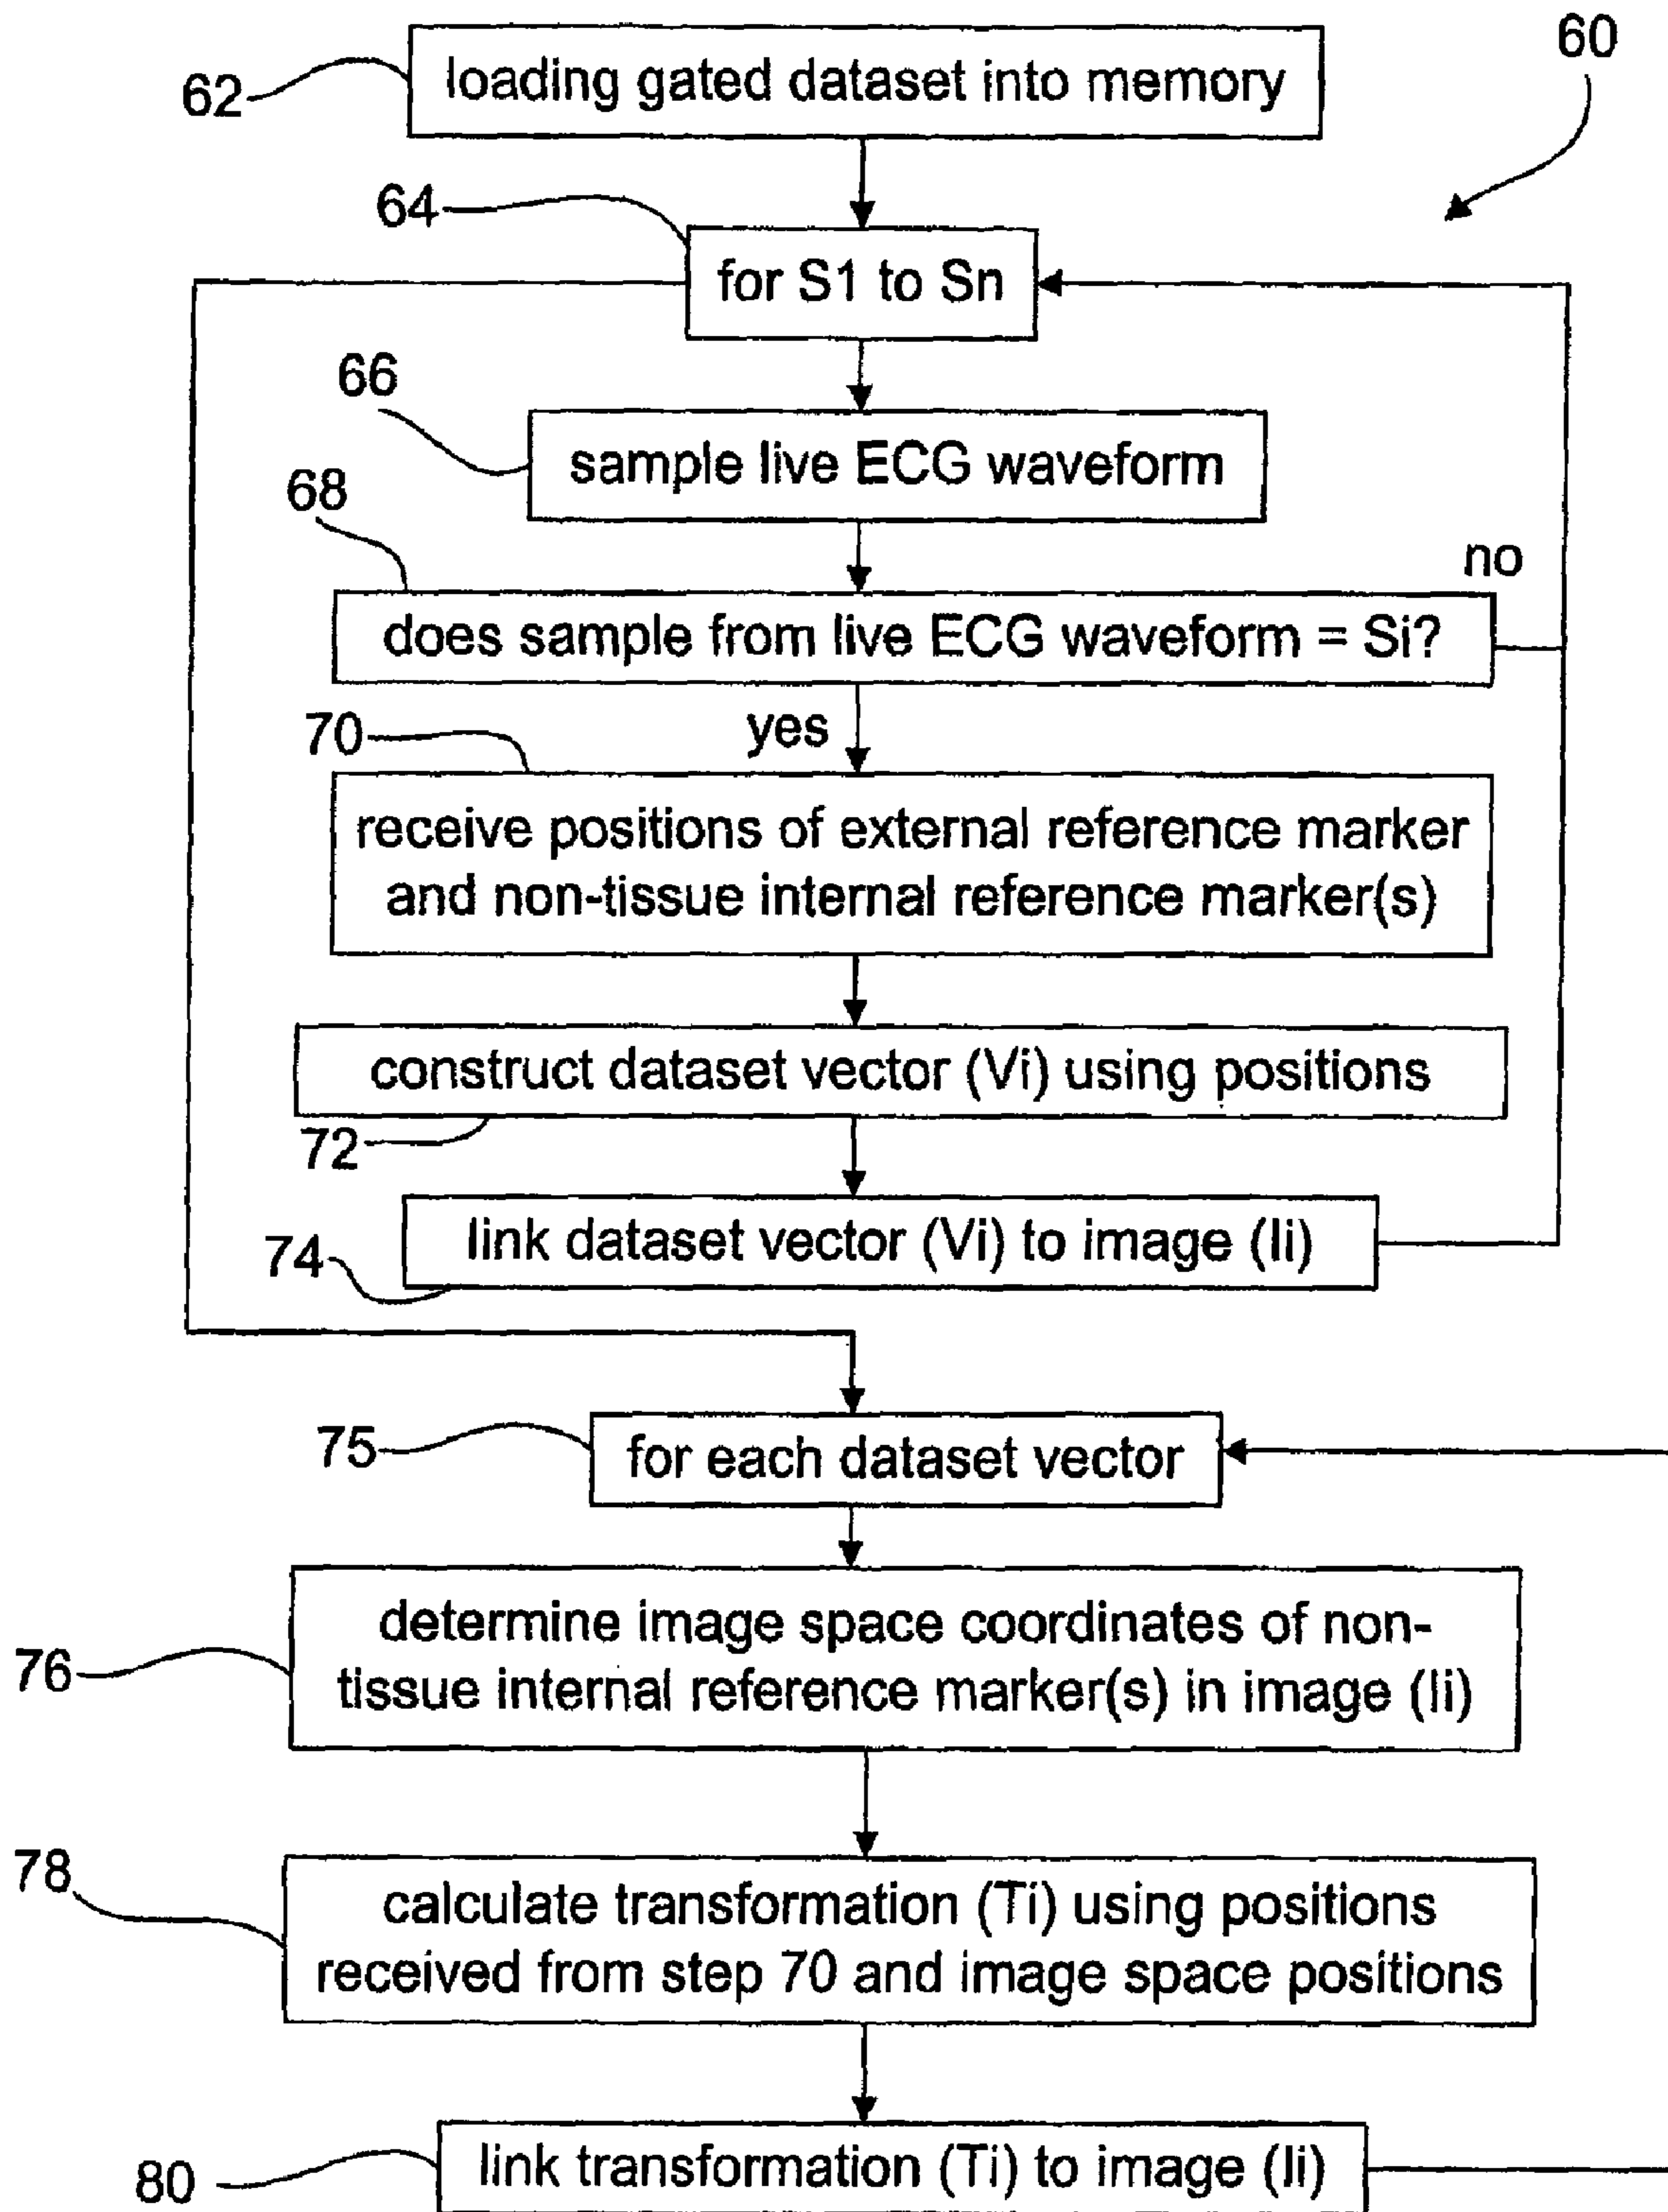 60
62
loading gated dataset into memory
64
for S1 to Sn
66
sample live ECG waveform
68
no
does sample from live ECG waveform = Si?
70
yes
receive positions of external reference marker
and non-tissue internal reference marker(s)
construct dataset vector (Vi) using positions
72
link dataset vector (Vi) to image (Ii)
74
75
for each dataset vector
76
determine image space coordinates of non-
tissue internal reference marker(s) in image (Ii)
78
calculate transformation (Ti) using positions
received from step 70 and image space positions
80
link transformation (Ti) to image (Ii)